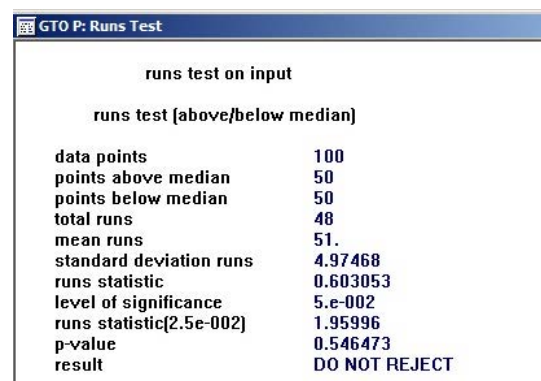 GTO P: Runs Test
runs test on input
runs test (above/below median)
data points 100
points above median 50
points below median 50
total runs 48
mean runs 51.
standard deviation runs 4.97468
runs statistic 0.603053
level of significance 5.e-002
runs statistic(2.5e-002) 1.95996
p-value 0.546473
result DO NOT REJECT